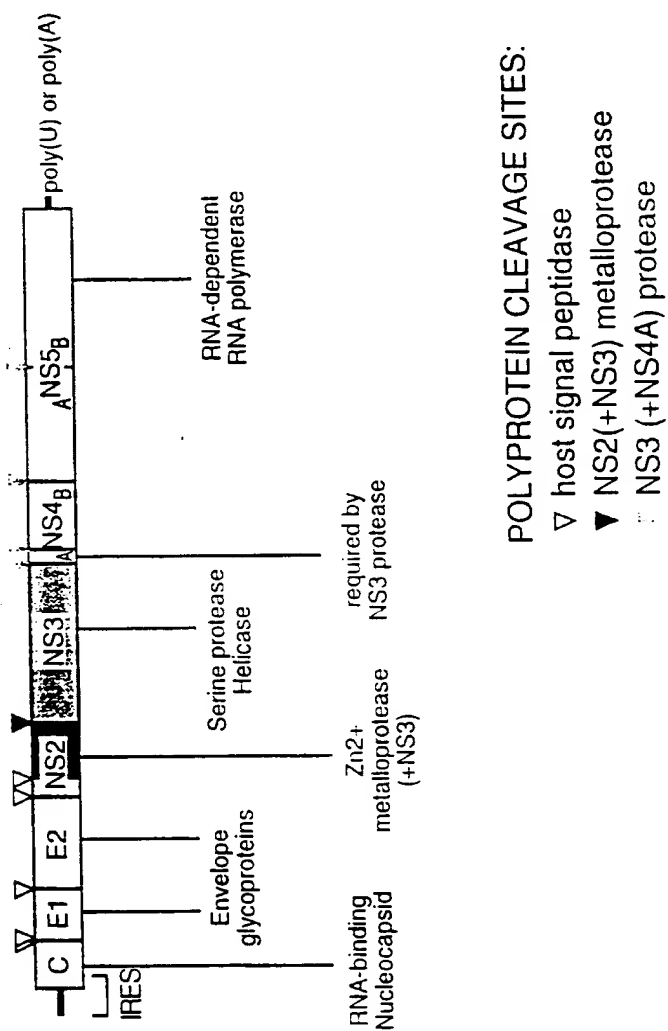 poly(U) or poly(A)
C
E1
E2
NS2
NS3
A
NS4B
A
NS5B
IRES
RNA-binding
Nucleocapsid
Envelope
glycoproteins
Zn2+
metalloprotease
(+NS3)
Serine protease
Helicase
required by
NS3 protease
RNA-dependent
RNA polymerase
POLYPROTEIN CLEAVAGE SITES:
host signal peptidase
NS2(+NS3) metalloprotease
NS3 (+NS4A) protease